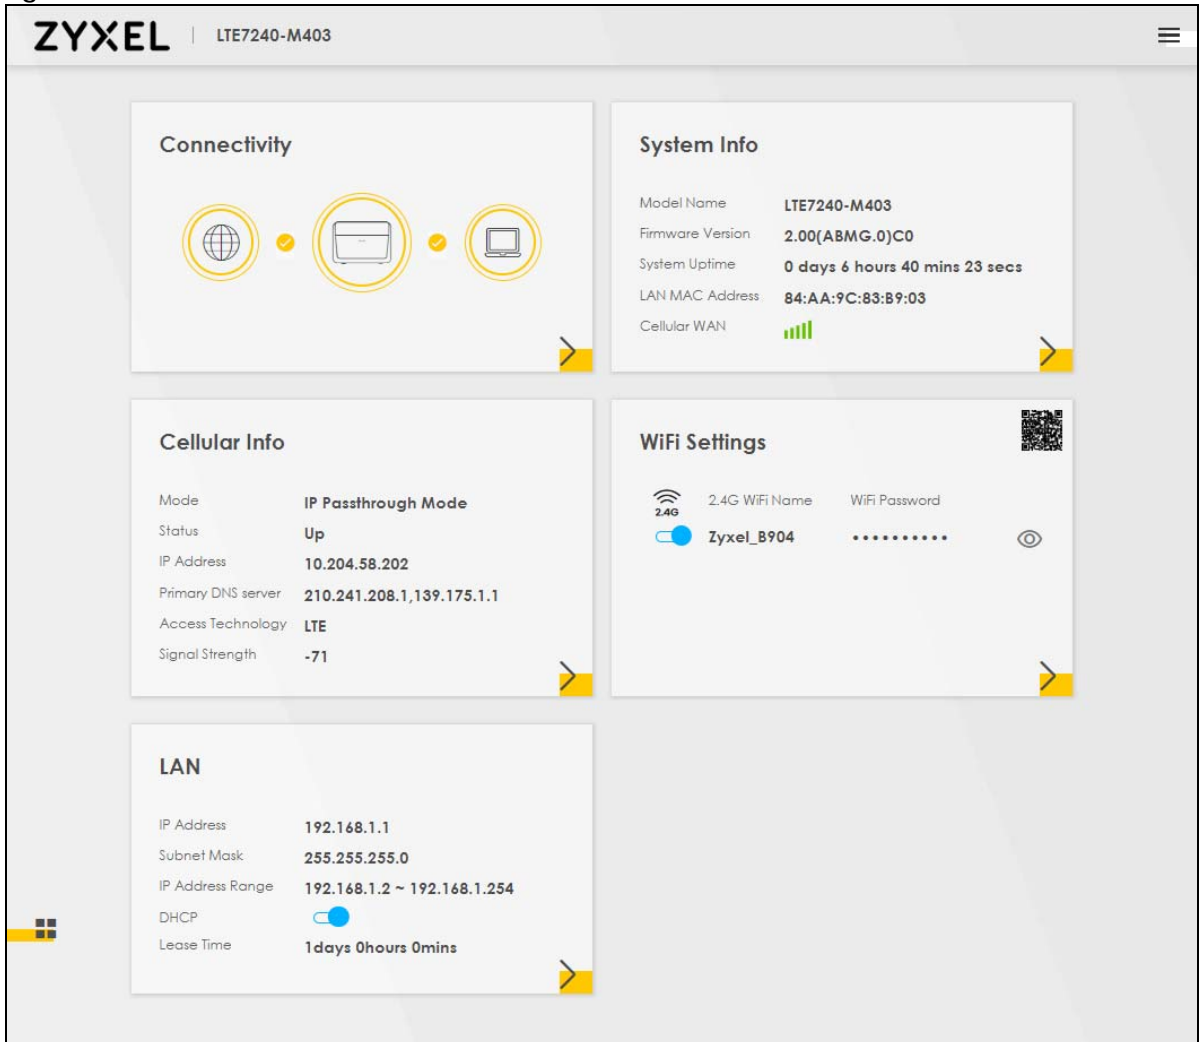 ZYXEL LTE7240-M403
Connectivity
System Info
Model Name LTE7240-M403
Firmware Version 2.00(ABMG.0)C0
System Uptime 0 days 6 hours 40 mins 23 secs
LAN MAC Address 84:AA:9C:83:B9:03
Cellular WAN
Cellular Info
Mode IP Passthrough Mode
Status Up
IP Address 10.204.58.202
Primary DNS server 210.241.208.1,139.175.1.1
Access Technology LTE
Signal Strength -71
WiFi Settings
2.4G 2.4G WiFi Name WiFi Password
Zyxel_B904 ••••••••••
LAN
IP Address 192.168.1.1
Subnet Mask 255.255.255.0
IP Address Range 192.168.1.2 ~ 192.168.1.254
DHCP
Lease Time 1days 0hours 0mins